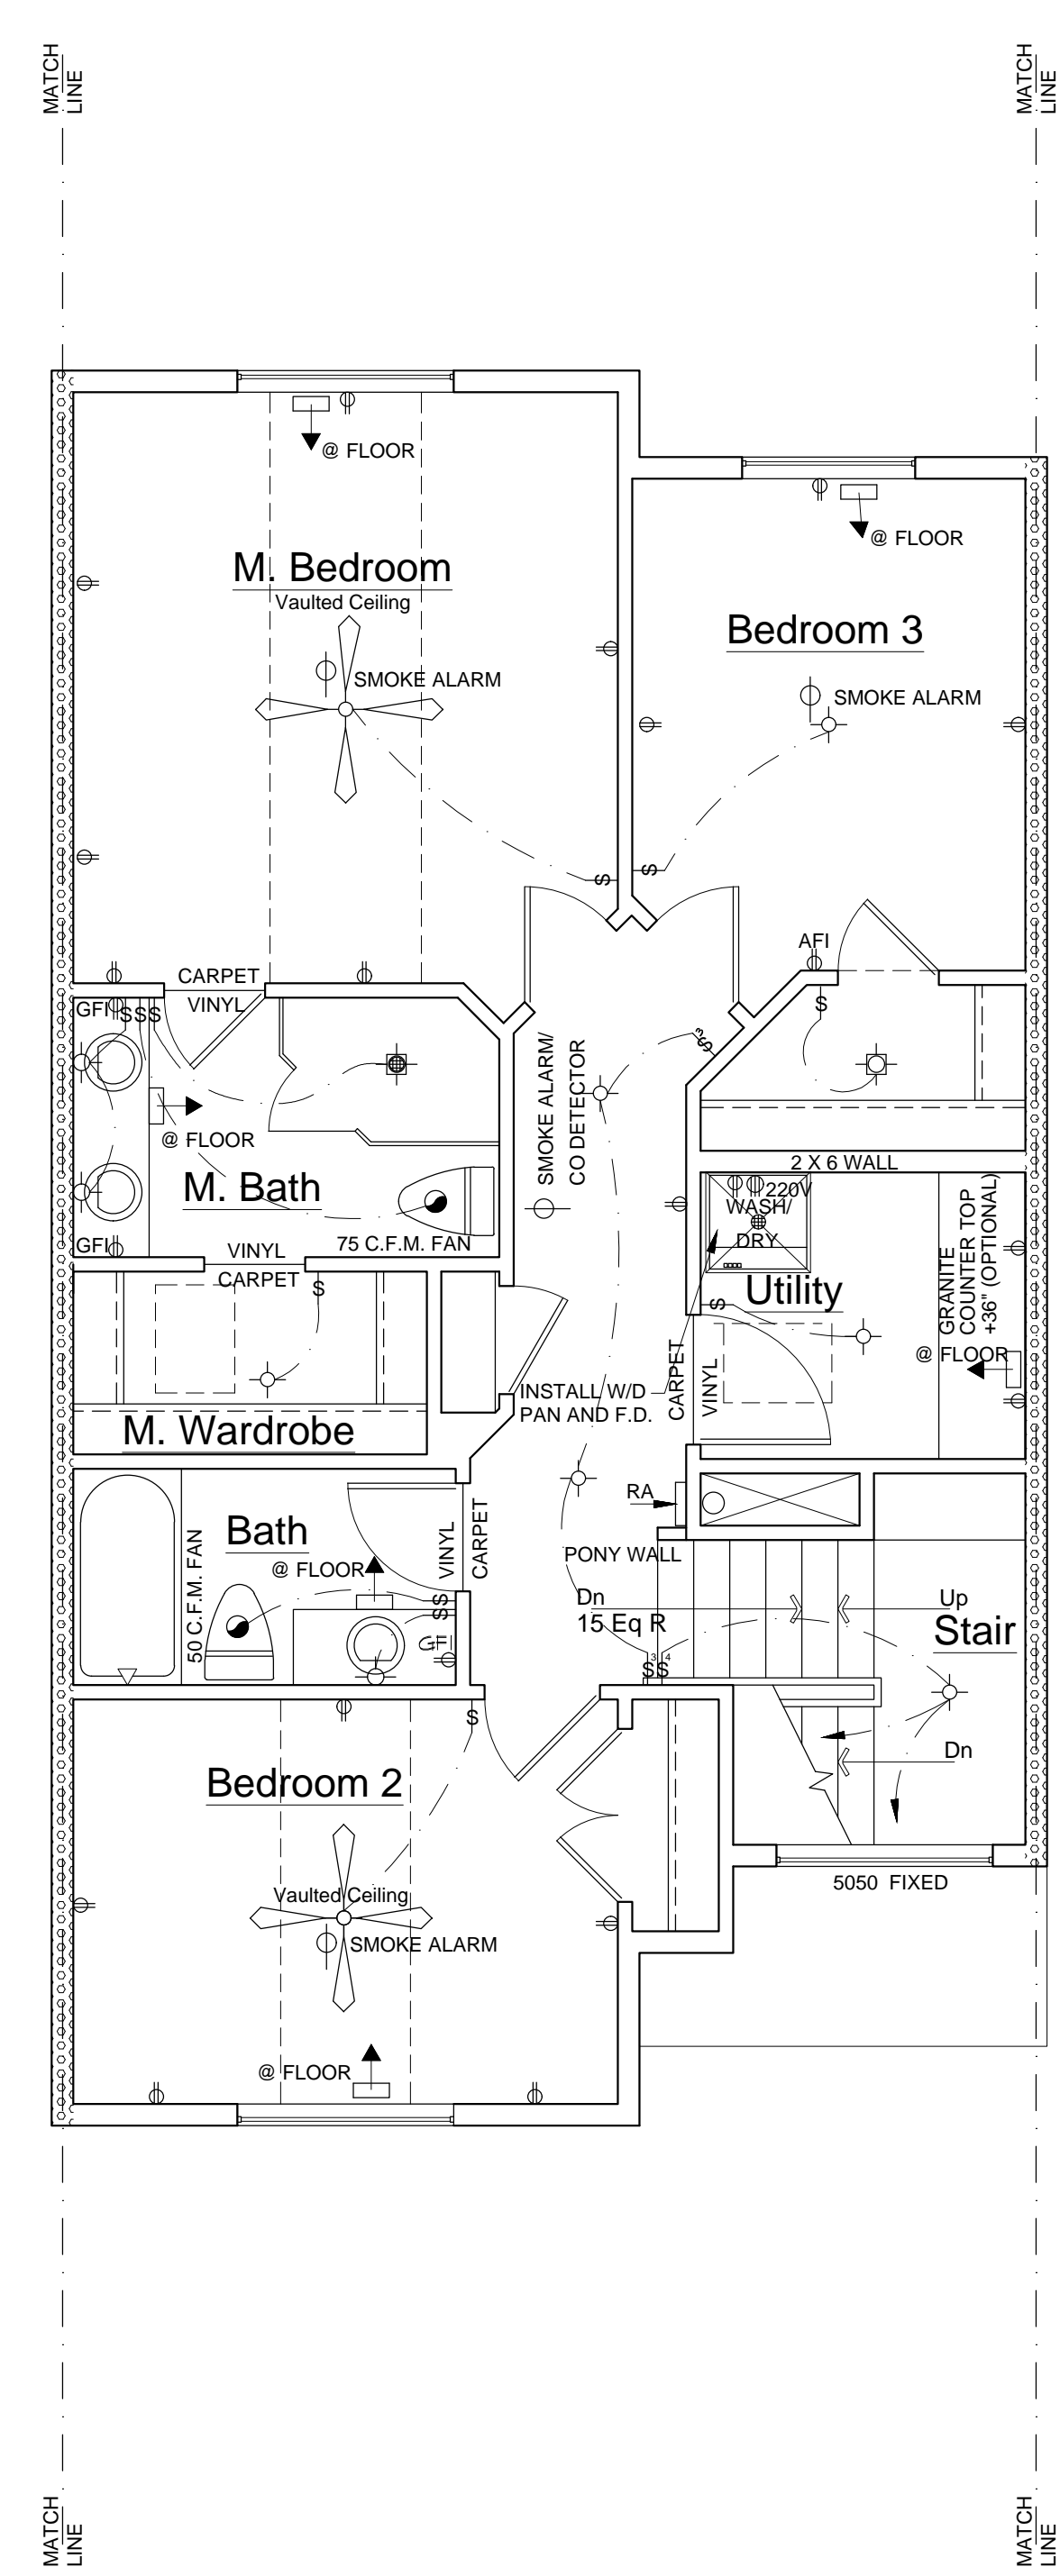 MATCH
LINE
MATCH
LINE
@ FLOOR
@ FLOOR
M. Bedroom
Vaulted Ceiling
Bedroom 3
SMOKE ALARM
SMOKE ALARM
S
S
AFI
CARPET
VINYL
GFI
SSS
S
S3
SMOKE ALARM/
CO DETECTOR
@ FLOOR
2 X 6 WALL
M. Bath
220V
WASH/
DRY
75 C.F.M. FAN
GFI
VINYL
CARPET
S
S
Utility
GRANITE
COUNTER TOP
+36" (OPTIONAL)
@ FLOOR
CARPET
VINYL
INSTALL W/D
PAN AND F.D.
M. Wardrobe
RA
Bath
VINYL
CARPET
50 C.F.M. FAN
@ FLOOR
PONY WALL
SS
GFI
Dn
15 Eq R
Up
Stair
S3S4
S
Dn
Bedroom 2
5050 FIXED
Vaulted Ceiling
SMOKE ALARM
@ FLOOR
MATCH
LINE
MATCH
LINE